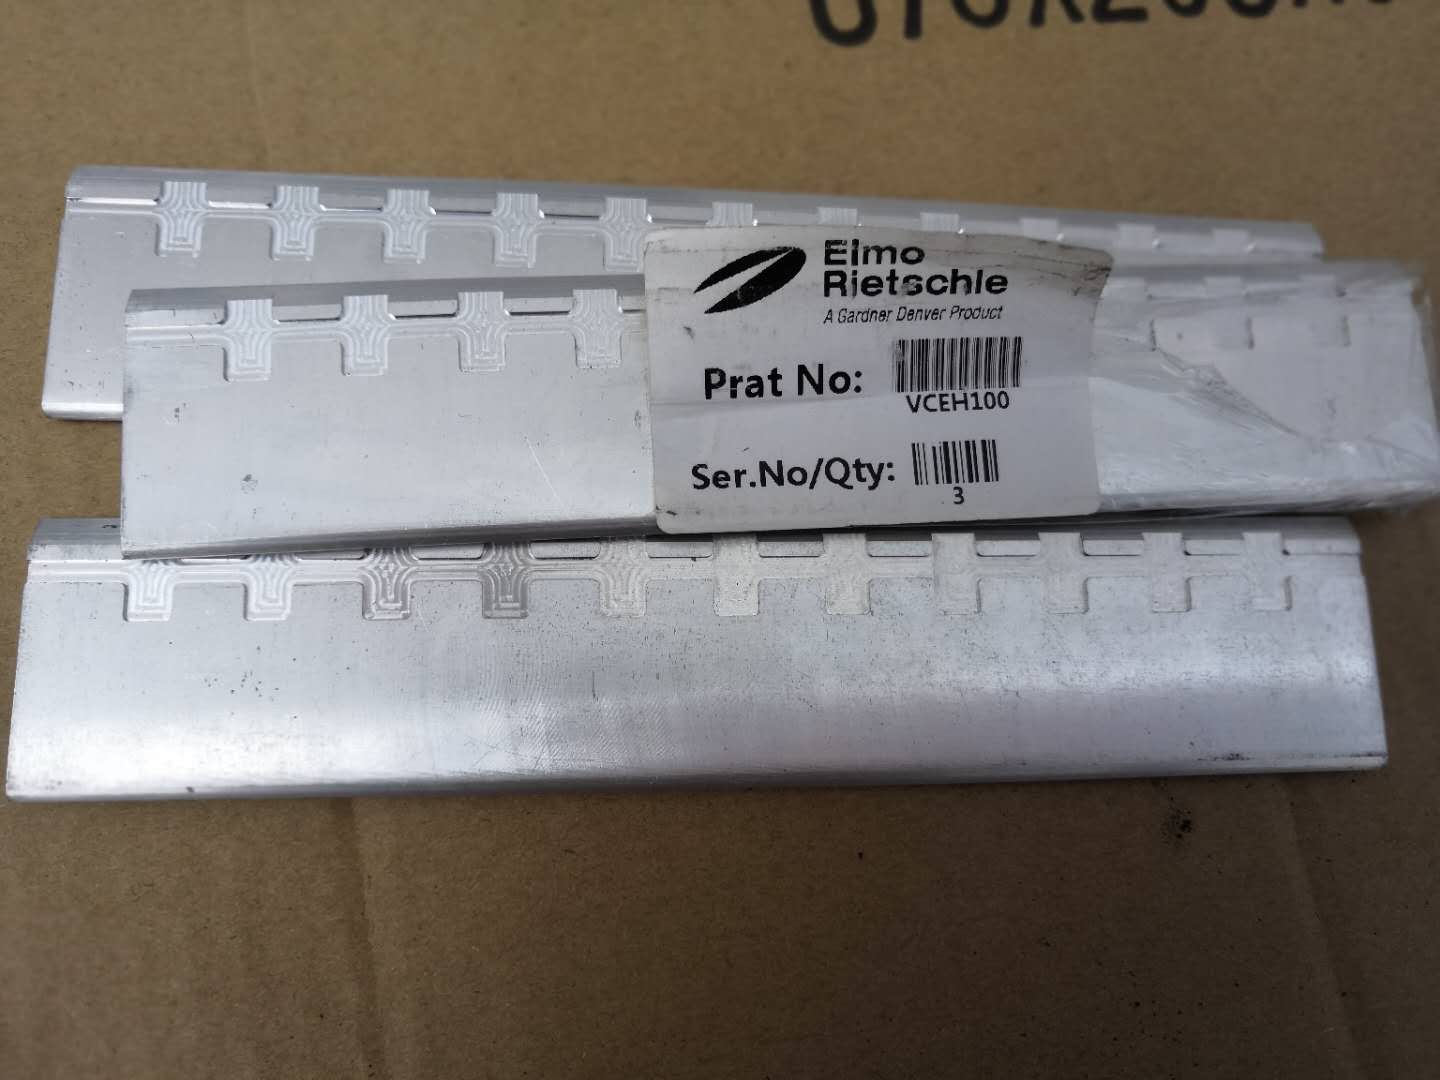 Elmo
Rietschle
A Gardner Denver Product
Prat No:
VCEH100
Ser.No/Qty:
3